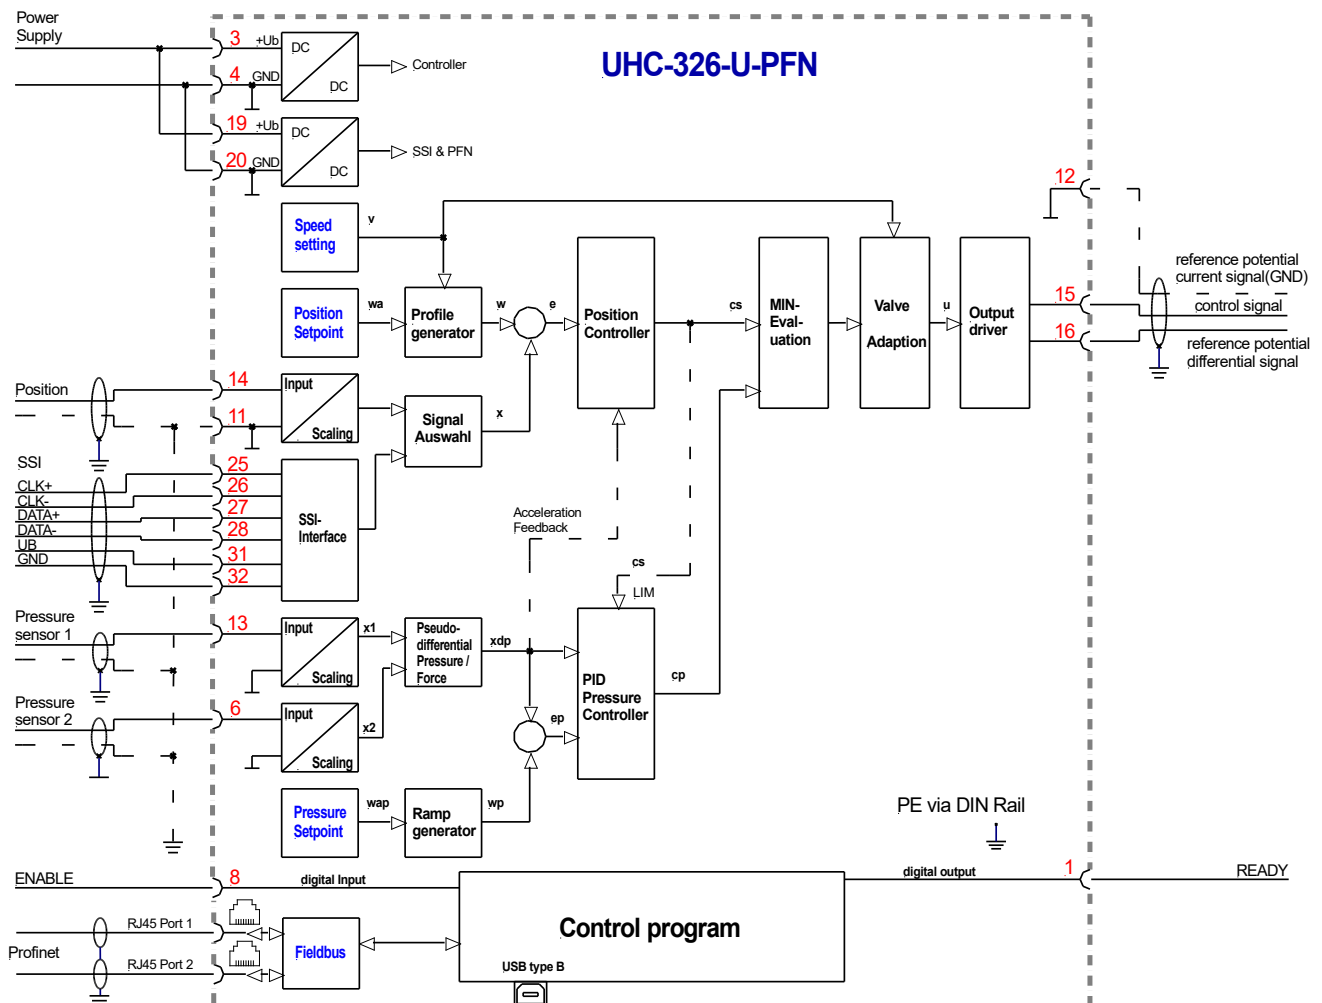 Power
Supply
UHC-326-U-PFN
3
+Ub
DC
DC
Controller
4
GND
19
+Ub
DC
DC
SSI & PFN
20
GND
12
Speed
setting
v
reference potential
current signal(GND)
Position
Setpoint
wa
Profile
generator
w
e
Position
Controller
cs
MIN-
Eval-
uation
Valve
Adaption
u
Output
driver
15
control signal
16
reference potential
differential signal
Position
14
11
Input
Scaling
Signal
Auswahl
x
SSI
CLK+
CLK-
DATA+
DATA-
UB
GND
25
26
27
28
31
32
SSI-
Interface
Acceleration
Feedback
cs
LIM
Pressure
sensor 1
13
Input
Scaling
x1
Pseudo-
differential
Pressure /
Force
xdp
PID
Pressure
Controller
cp
Pressure
sensor 2
6
Input
Scaling
x2
ep
Pressure
Setpoint
wap
Ramp
generator
wp
PE via DIN Rail
ENABLE
8
digital Input
digital output
1
READY
Control program
Profinet
RJ45 Port 1
RJ45 Port 2
Fieldbus
USB type B